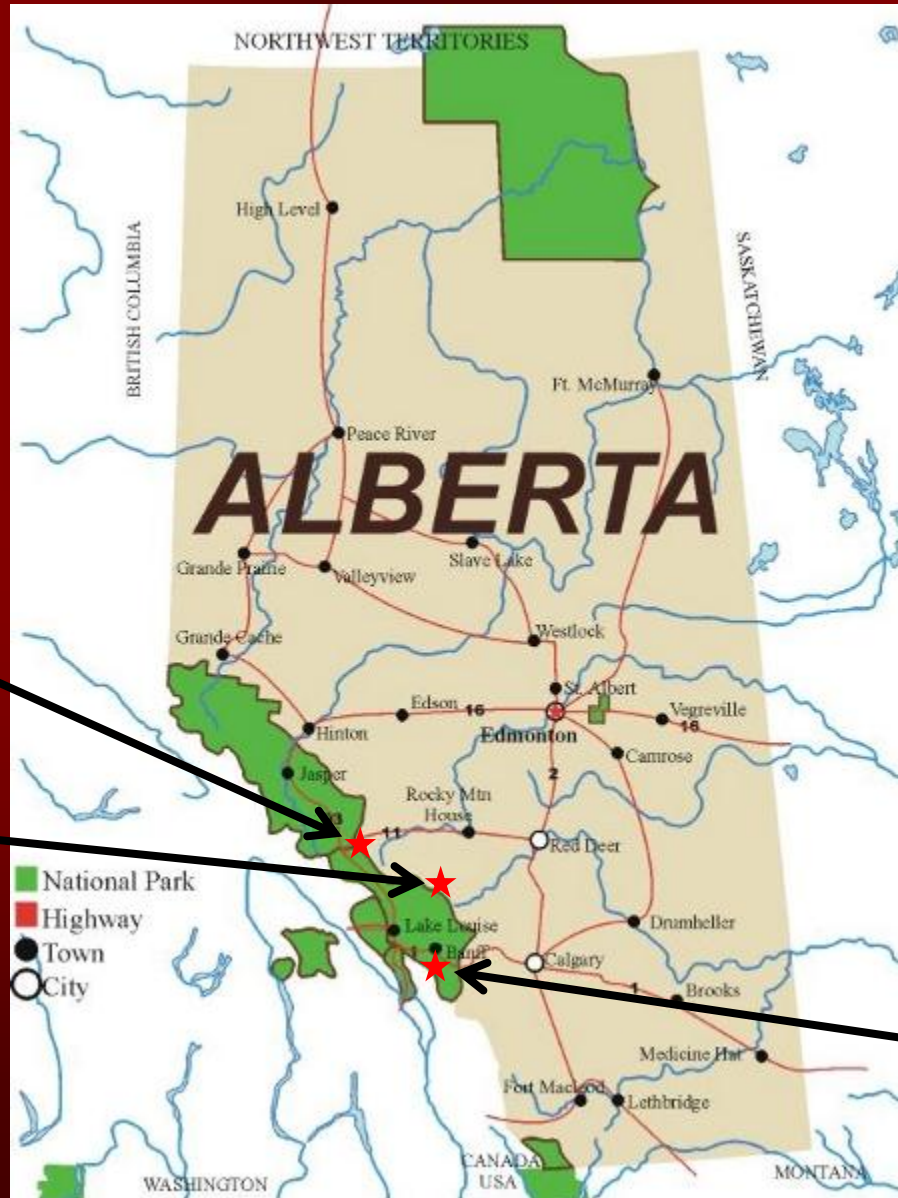 NORTHWEST TERRITORIES
High Level
BRITISH COLUMBIA
SASKATCHEWAN
Ft. McMurray
Peace River
ALBERTA
Slave Lake
Grande Prairie
Valleyview
Grande Cache
Westlock
St. Albert
Edson 16
Vegreville
16
Hinton
Edmonton
Camrose
Jasper
2
Rocky Mtn
House
11
Red Deer
National Park
Highway
Town
City
Lake Louise
Drumheller
1
Banff
Calgary
1
Brooks
Medicine Hat
Fort Macleod
Lethbridge
CANADA
USA
WASHINGTON
MONTANA